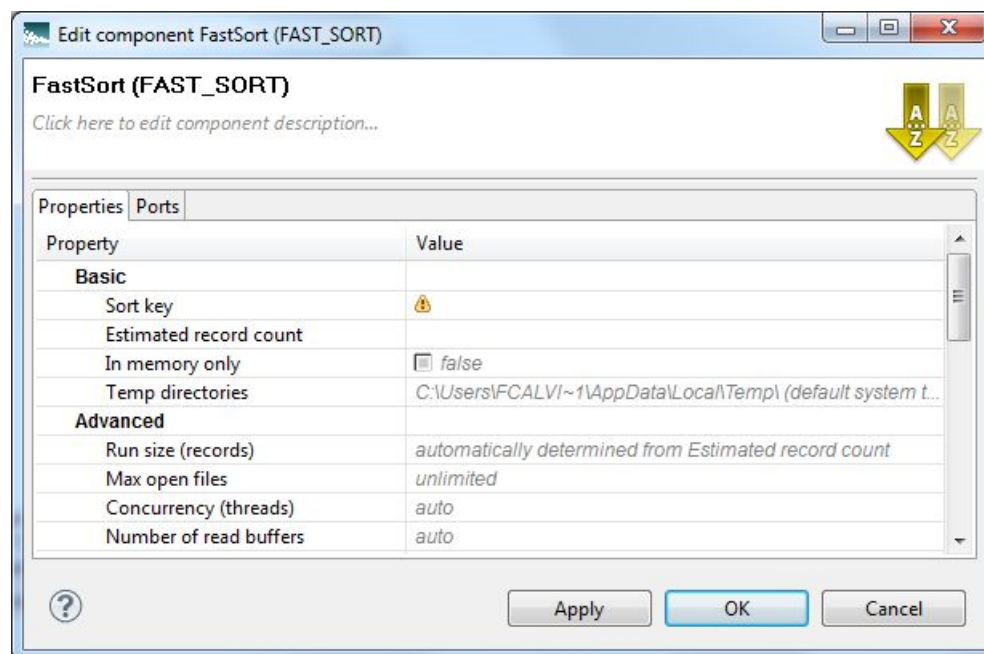 Edit component FastSort (FAST_SORT)
FastSort (FAST_SORT)
Click here to edit component description...
A
Z
A
Z
Properties Ports
Property Value
Basic
Sort key
Estimated record count
In memory only false
Temp directories C:\Users\FCALVI~1\AppData\Local\Temp\ (default system t...
Advanced
Run size (records) automatically determined from Estimated record count
Max open files unlimited
Concurrency (threads) auto
Number of read buffers auto
? Apply OK Cancel